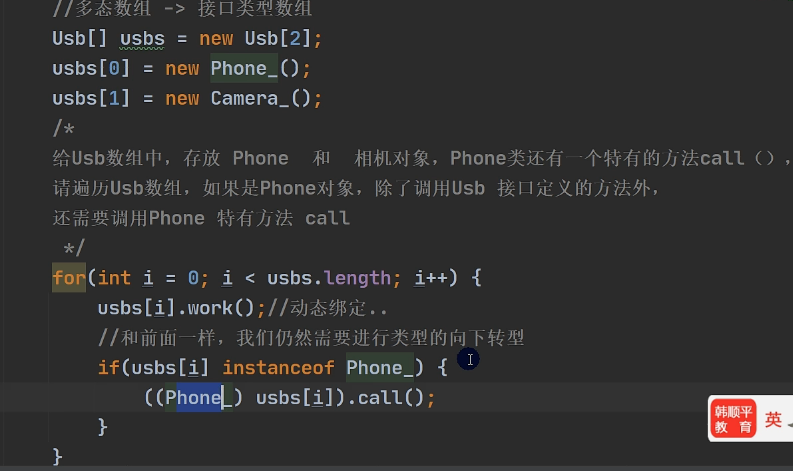 //多态数组 -> 接口类型数组
Usb[] usbs = new Usb[2];
usbs[0] = new Phone_();
usbs[1] = new Camera_();
/*
给Usb数组中，存放 Phone 和 相机对象，Phone类还有一个特有的方法call（），
请遍历Usb数组，如果是Phone对象，除了调用Usb 接口定义的方法外，
还需要调用Phone 特有方法 call
*/
for(int i = 0; i < usbs.length; i++) {
usbs[i].work();//动态绑定..
//和前面一样，我们仍然需要进行类型的向下转型
if(usbs[i] instanceof Phone_) {
((Phone_) usbs[i]).call();
}
}
韩顺平
教育
英